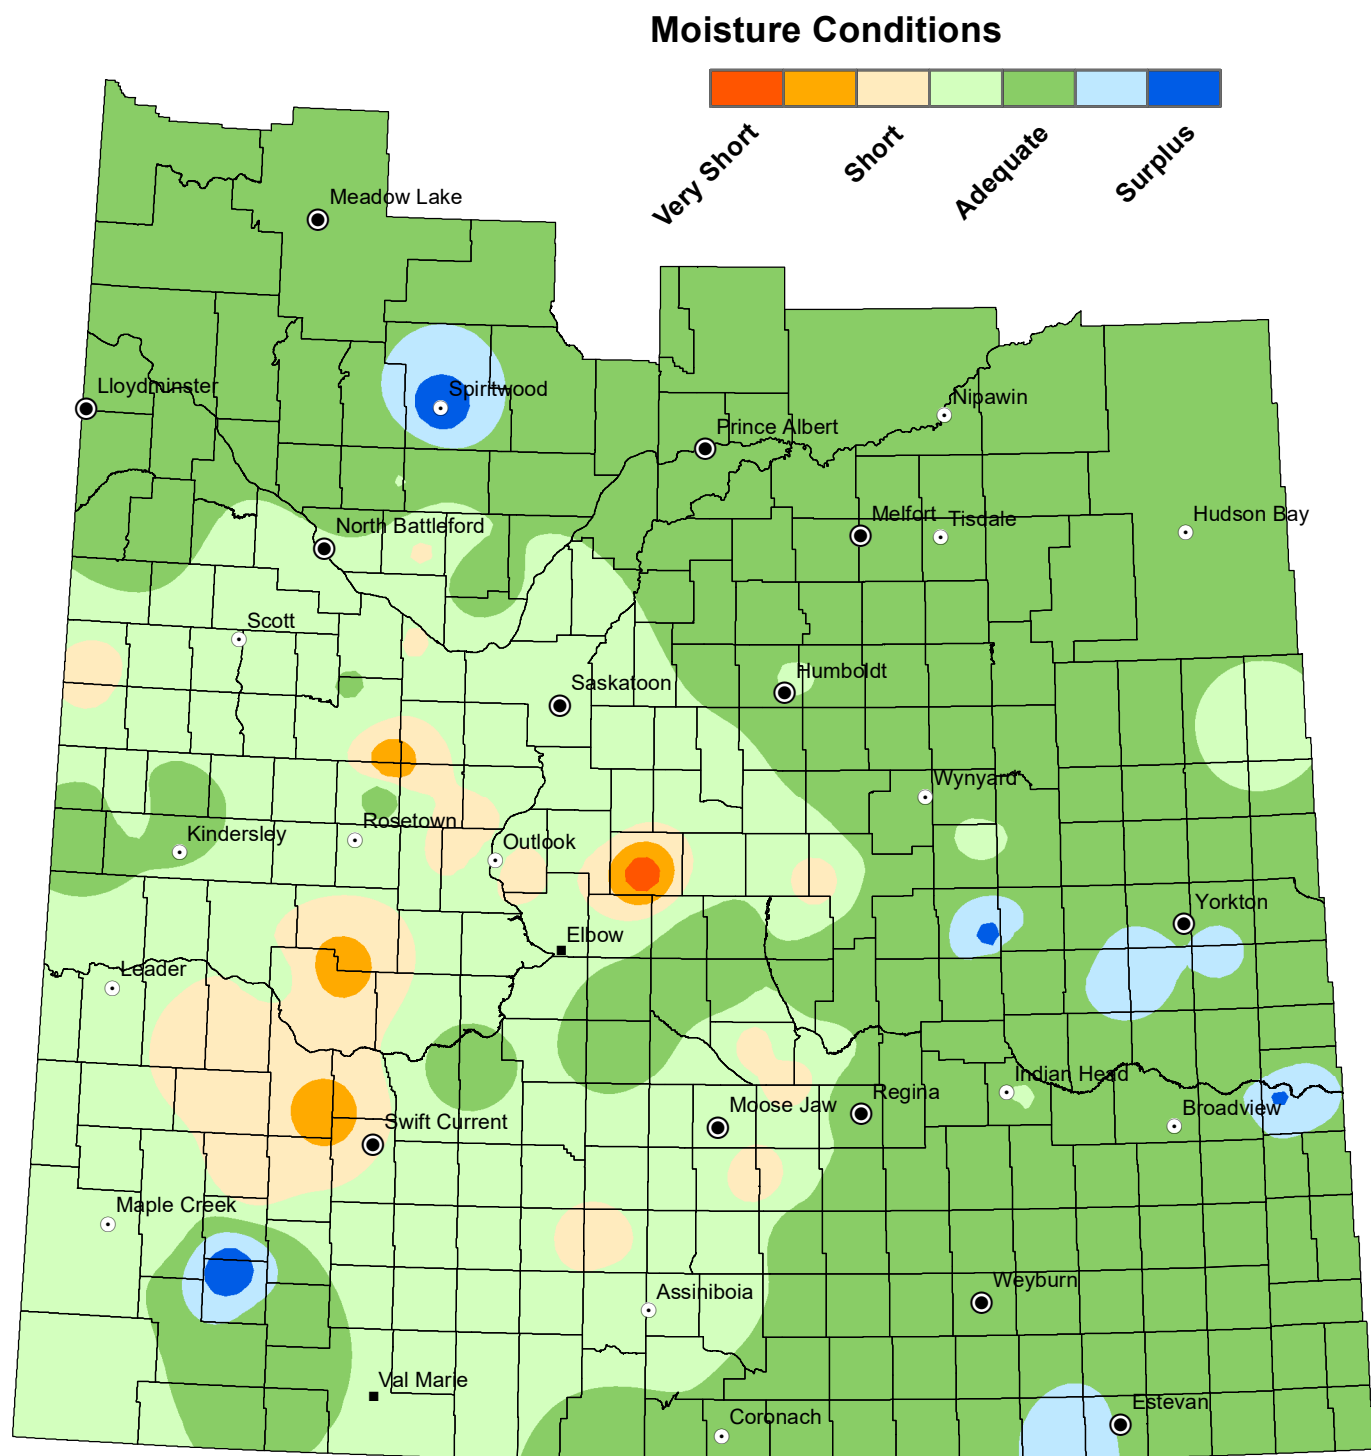 Moisture Conditions
Very Short
Short
Adequate
Surplus
Meadow Lake
Lloydminster
Spiritwood
Nipawin
Prince Albert
North Battleford
Melfort
Tisdale
Hudson Bay
Scott
Saskatoon
Humboldt
Wynyard
Kindersley
Rosetown
Outlook
Yorkton
Elbow
Leader
Indian Head
Swift Current
Moose Jaw
Regina
Broadview
Maple Creek
Assiniboia
Weyburn
Val Marie
Coronach
Estevan